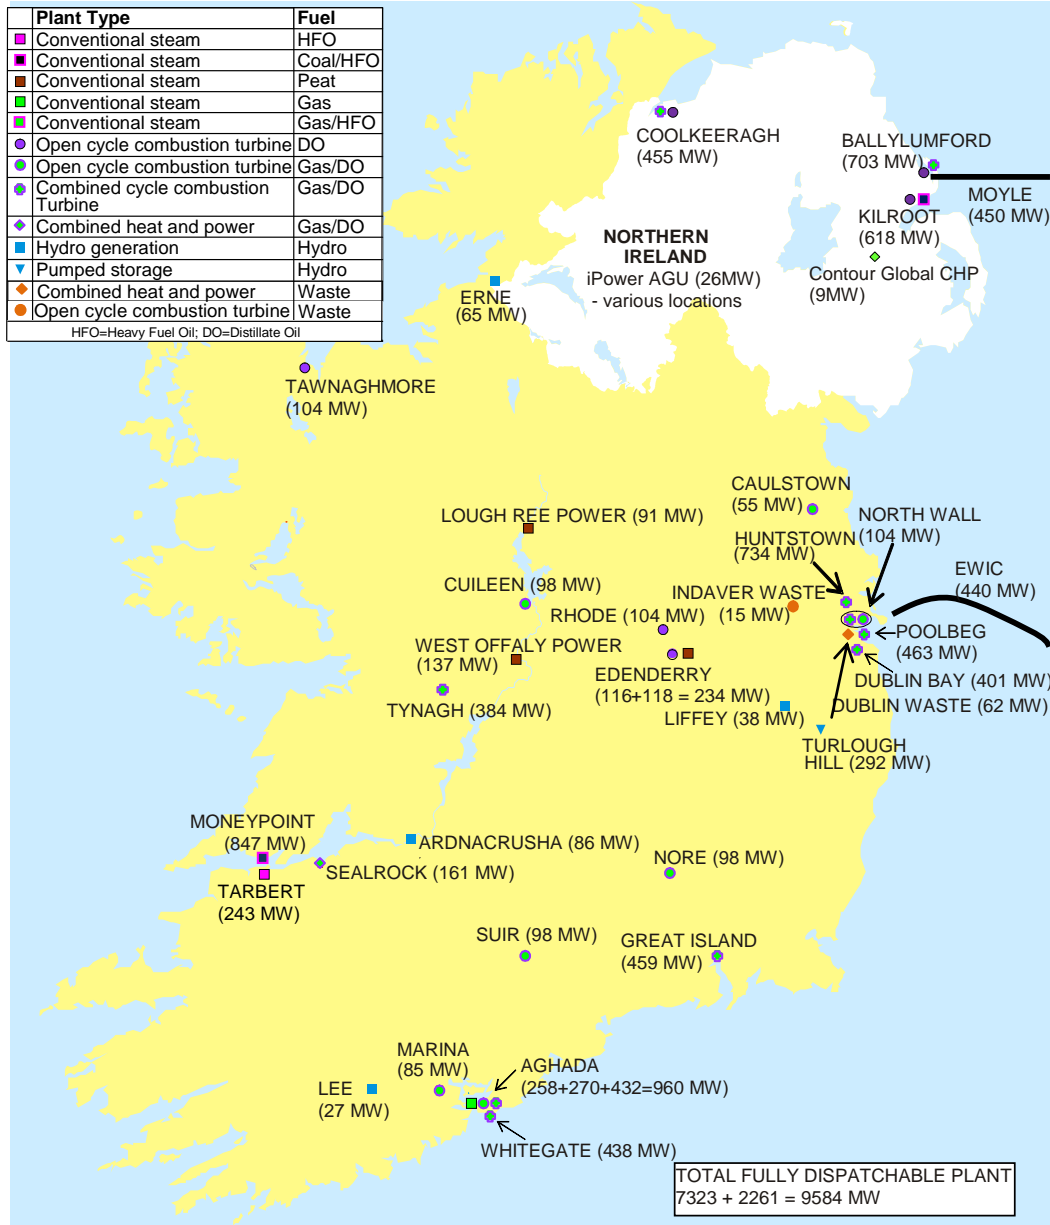 Plant Type Fuel
Conventional steam HFO
Conventional steam Coal/HFO
Conventional steam Peat
Conventional steam Gas
Conventional steam Gas/HFO
Open cycle combustion turbine DO
Open cycle combustion turbine Gas/DO
Combined cycle combustion Gas/DO
Turbine
Combined heat and power Gas/DO
Hydro generation Hydro
Pumped storage Hydro
Combined heat and power Waste
Open cycle combustion turbine Waste
HFO=Heavy Fuel Oil; DO=Distillate Oil
COOLKEERAGH
(455 MW)
BALLYLUMFORD
(703 MW)
MOYLE
(450 MW)
KILROOT
(618 MW)
NORTHERN
IRELAND
iPower AGU (26MW)
- various locations
Contour Global CHP
(9MW)
ERNE
(65 MW)
TAWNAGHMORE
(104 MW)
CAULSTOWN
(55 MW)
LOUGH REE POWER (91 MW)
NORTH WALL
(104 MW)
HUNTSTOWN
(734 MW)
EWIC
(440 MW)
CUILEEN (98 MW)
INDAVER WASTE
(15 MW)
RHODE (104 MW)
POOLBEG
(463 MW)
WEST OFFALY POWER
(137 MW)
EDENDERRY
(116+118 = 234 MW)
DUBLIN BAY (401 MW)
DUBLIN WASTE (62 MW)
TYNAGH (384 MW)
LIFFEY (38 MW)
TURLOUGH
HILL (292 MW)
MONEYPOINT
(847 MW)
ARDNACRUSHA (86 MW)
SEALROCK (161 MW)
NORE (98 MW)
TARBERT
(243 MW)
SUIR (98 MW)
GREAT ISLAND
(459 MW)
MARINA
(85 MW)
AGHADA
(258+270+432=960 MW)
LEE
(27 MW)
WHITEGATE (438 MW)
TOTAL FULLY DISPATCHABLE PLANT
7323 + 2261 = 9584 MW